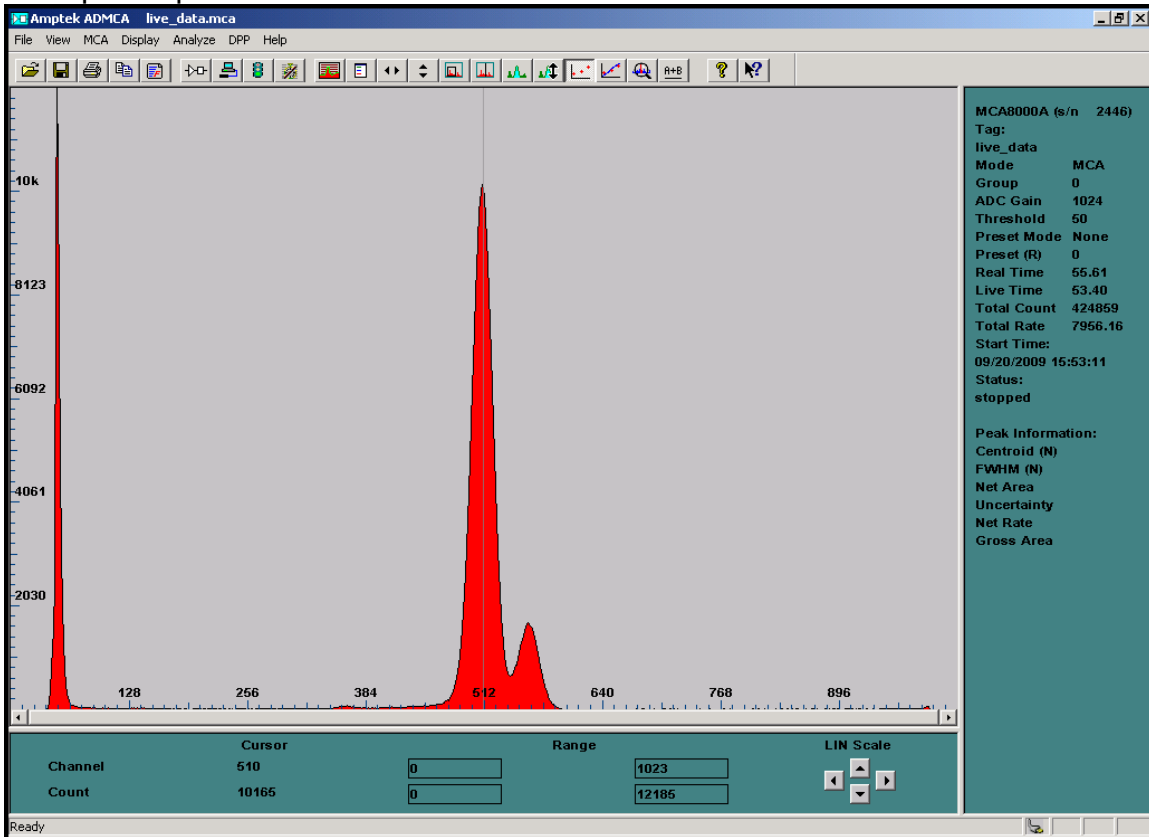 Amptek ADMCA live_data.mca
File View MCA Display Analyze DPP Help
A+B
10k
8123
6092
4061
2030
128 256 384 512 640 768 896
MCA8000A (s/n 2446)
Tag:
live_data
Mode MCA
Group 0
ADC Gain 1024
Threshold 50
Preset Mode None
Preset (R) 0
Real Time 55.61
Live Time 53.40
Total Count 424859
Total Rate 7956.16
Start Time:
09/20/2009 15:53:11
Status:
stopped
Peak Information:
Centroid (N)
FWHM (N)
Net Area
Uncertainty
Net Rate
Gross Area
Cursor Range LIN Scale
Channel 510 0 1023
Count 10165 0 12185
Ready